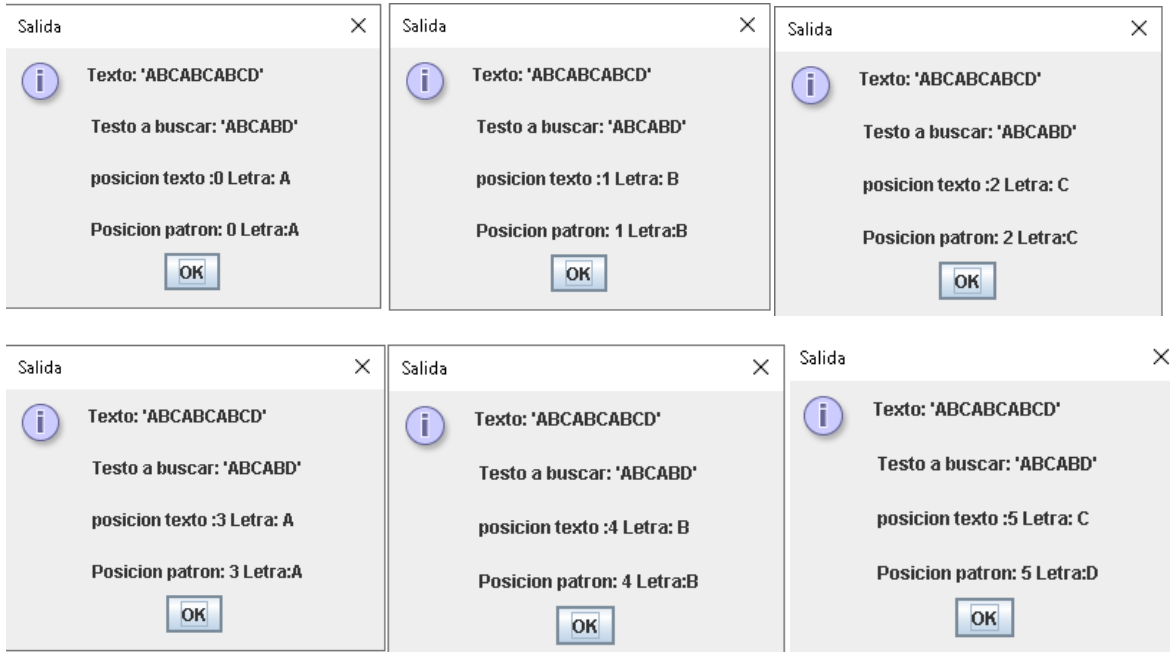 Salida
Texto: 'ABCABCABCD'
Testo a buscar: 'ABCABD'
posicion texto :0 Letra: A
Posicion patron: 0 Letra:A
OK
Salida
Texto: 'ABCABCABCD'
Testo a buscar: 'ABCABD'
posicion texto :1 Letra: B
Posicion patron: 1 Letra:B
OK
Salida
Texto: 'ABCABCABCD'
Testo a buscar: 'ABCABD'
posicion texto :2 Letra: C
Posicion patron: 2 Letra:C
OK
Salida
Texto: 'ABCABCABCD'
Testo a buscar: 'ABCABD'
posicion texto :3 Letra: A
Posicion patron: 3 Letra:A
OK
Salida
Texto: 'ABCABCABCD'
Testo a buscar: 'ABCABD'
posicion texto :4 Letra: B
Posicion patron: 4 Letra:B
OK
Salida
Texto: 'ABCABCABCD'
Testo a buscar: 'ABCABD'
posicion texto :5 Letra: C
Posicion patron: 5 Letra:D
OK